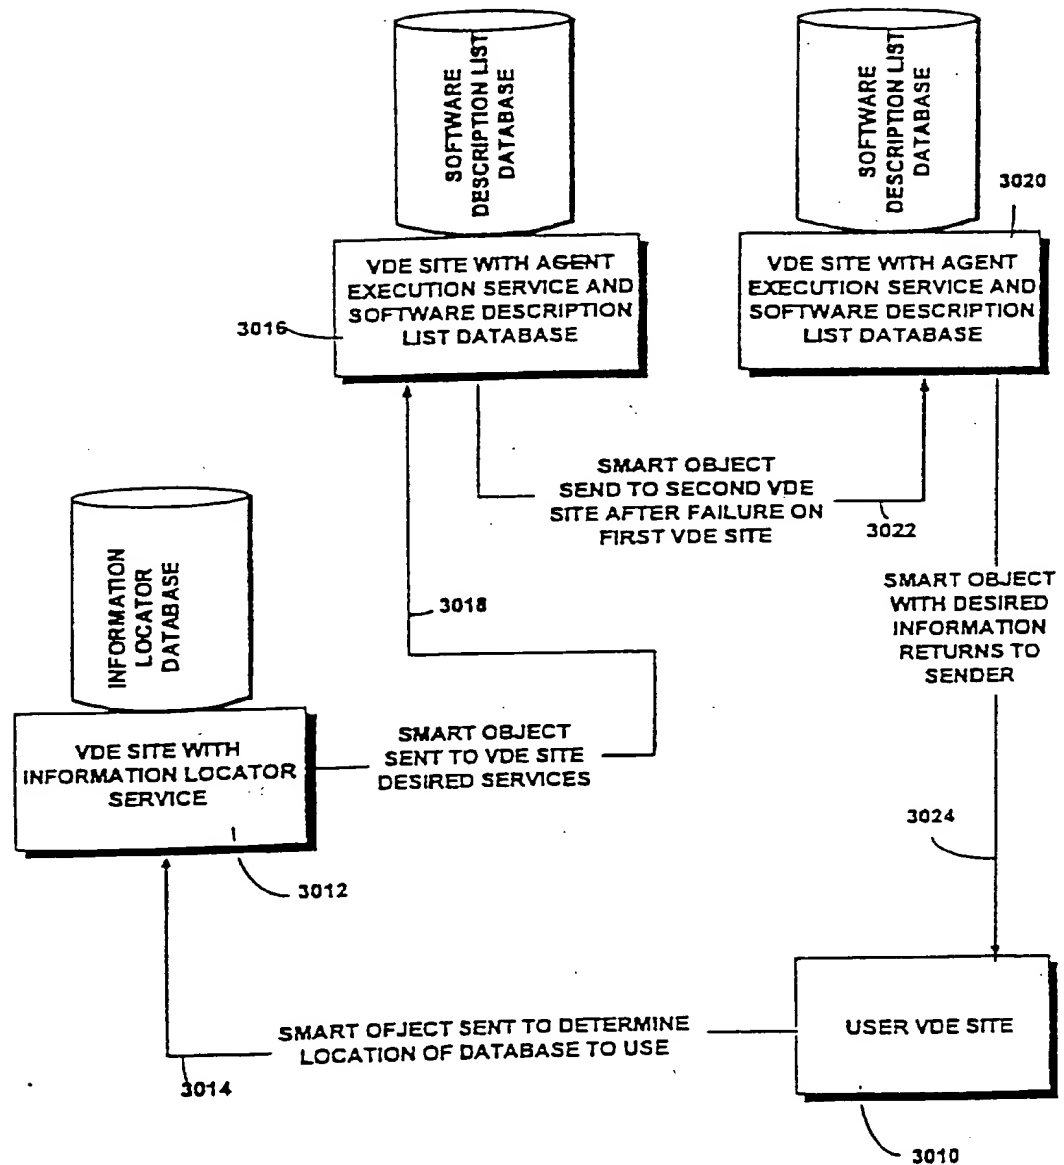 SOFTWARE
DESCRIPTION LIST
DATABASE
SOFTWARE
DESCRIPTION LIST
DATABASE
3020
VDE SITE WITH AGENT
EXECUTION SERVICE AND
SOFTWARE DESCRIPTION
LIST DATABASE
3016
VDE SITE WITH AGENT
EXECUTION SERVICE AND
SOFTWARE DESCRIPTION
LIST DATABASE
SMART OBJECT
SEND TO SECOND VDE
SITE AFTER FAILURE ON
FIRST VDE SITE
3022
INFORMATION
LOCATOR
DATABASE
3018
SMART OBJECT
WITH DESIRED
INFORMATION
RETURNS TO
SENDER
VDE SITE WITH
INFORMATION LOCATOR
SERVICE
SMART OBJECT
SENT TO VDE SITE
DESIRED SERVICES
3024
3012
SMART OFJECT SENT TO DETERMINE
LOCATION OF DATABASE TO USE
USER VDE SITE
3014
3010